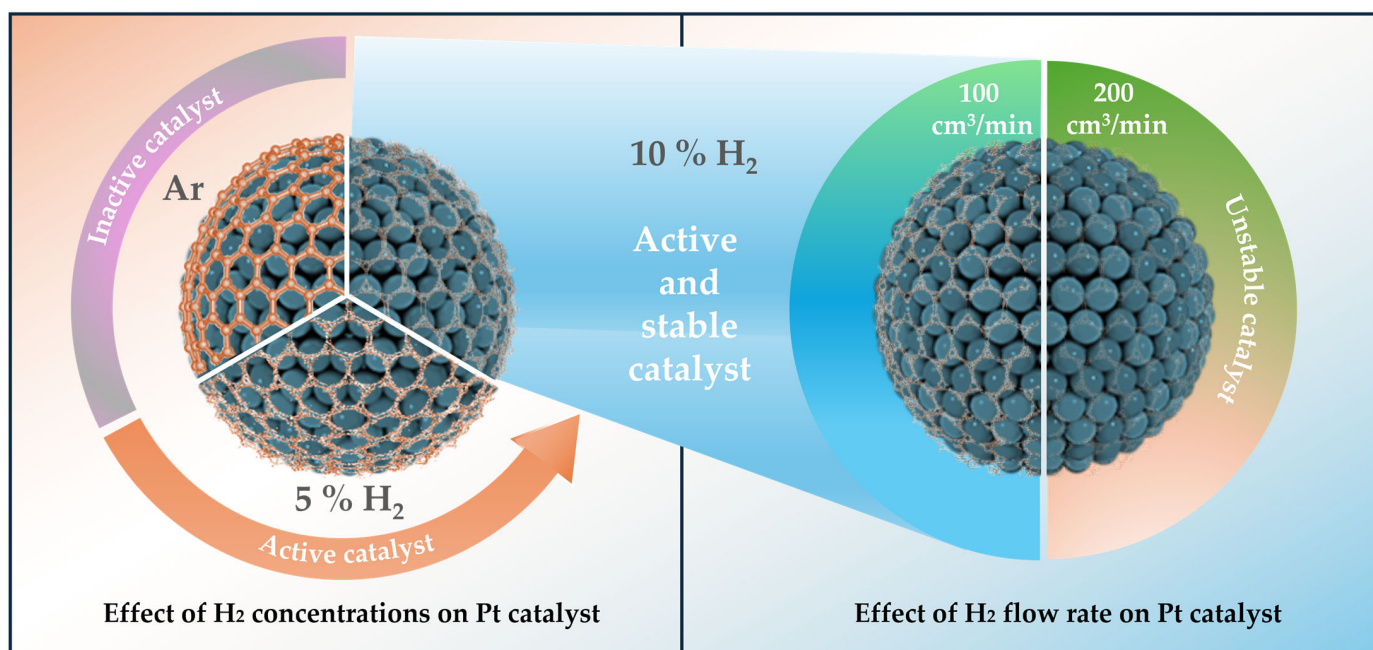 Inactive catalyst
Ar
5 % H₂
Active catalyst
10 % H₂
Active
and
stable
catalyst
Effect of H₂ concentrations on Pt catalyst
100
cm³/min
200
cm³/min
Unstable catalyst
Effect of H₂ flow rate on Pt catalyst